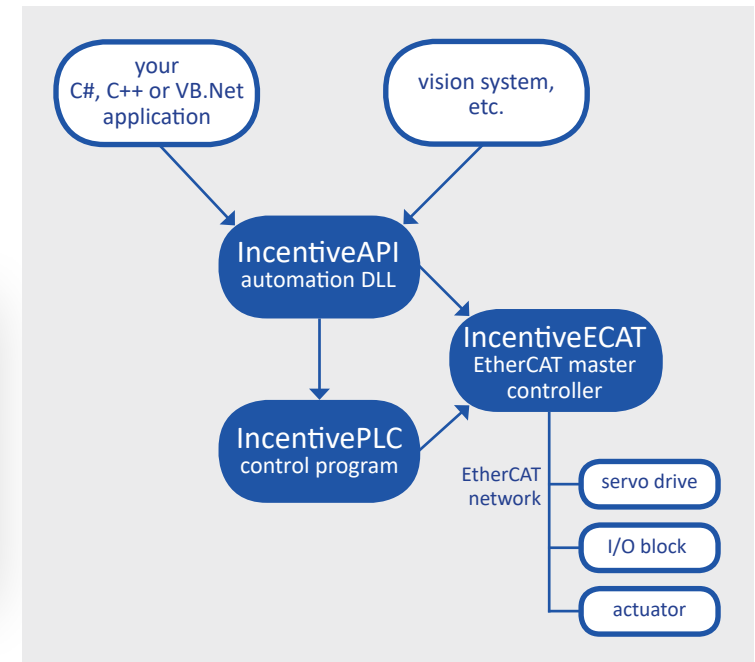 your
C#, C++ or VB.Net
application
vision system,
etc.
IncentiveAPI
automation DLL
IncentiveECAT
EtherCAT master
controller
IncentivePLC
control program
EtherCAT
network
servo drive
I/O block
actuator